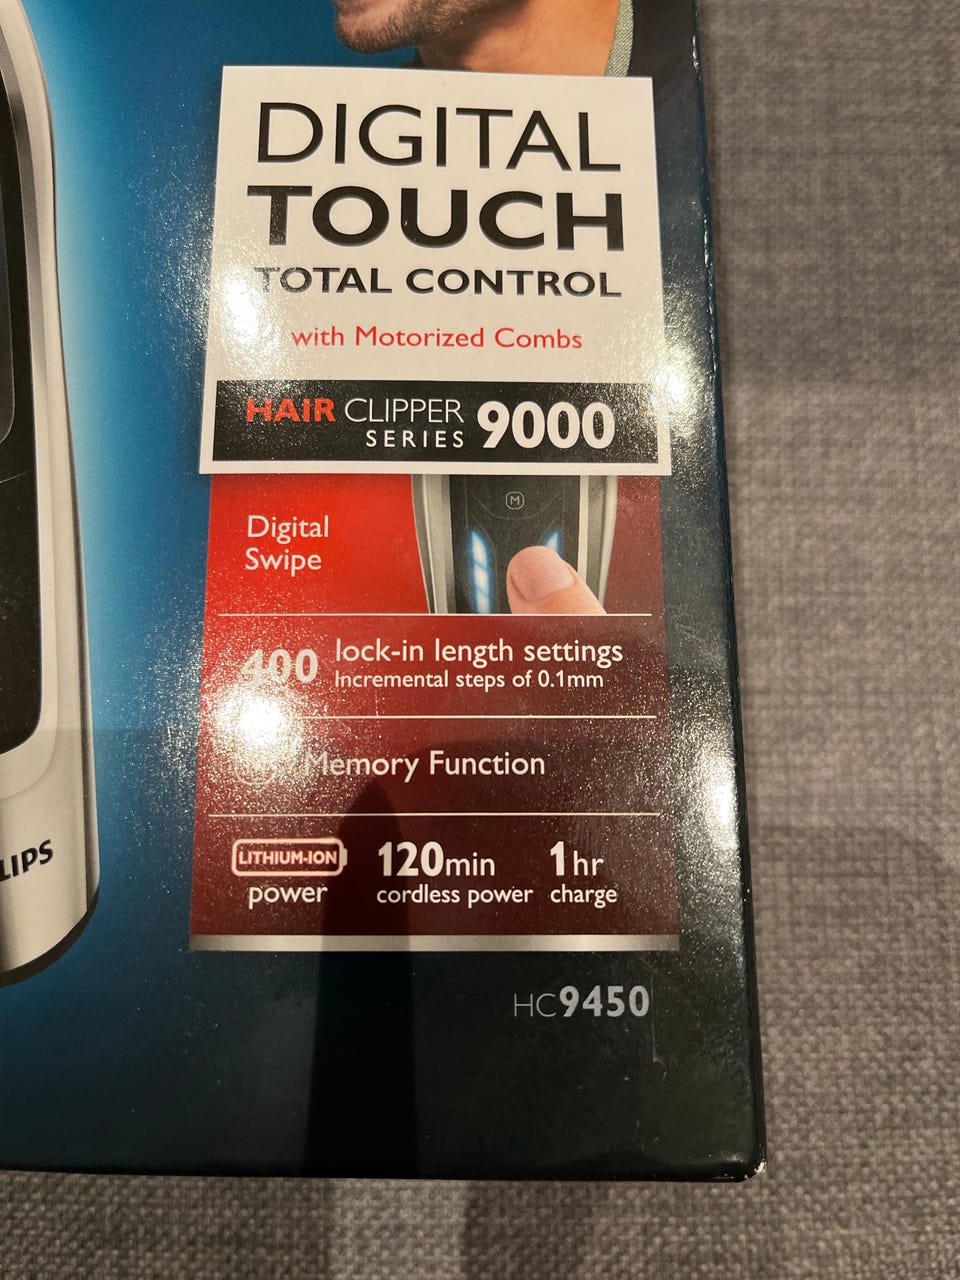 DIGITAL
TOUCH
TOTAL CONTROL
with Motorized Combs
HAIR CLIPPER
SERIES 9000
M
Digital
Swipe
400 lock-in length settings
Incremental steps of 0.1mm
Memory Function
LIPS
LITHIUM-ION
power
120min
cordless power
1hr
charge
HC9450